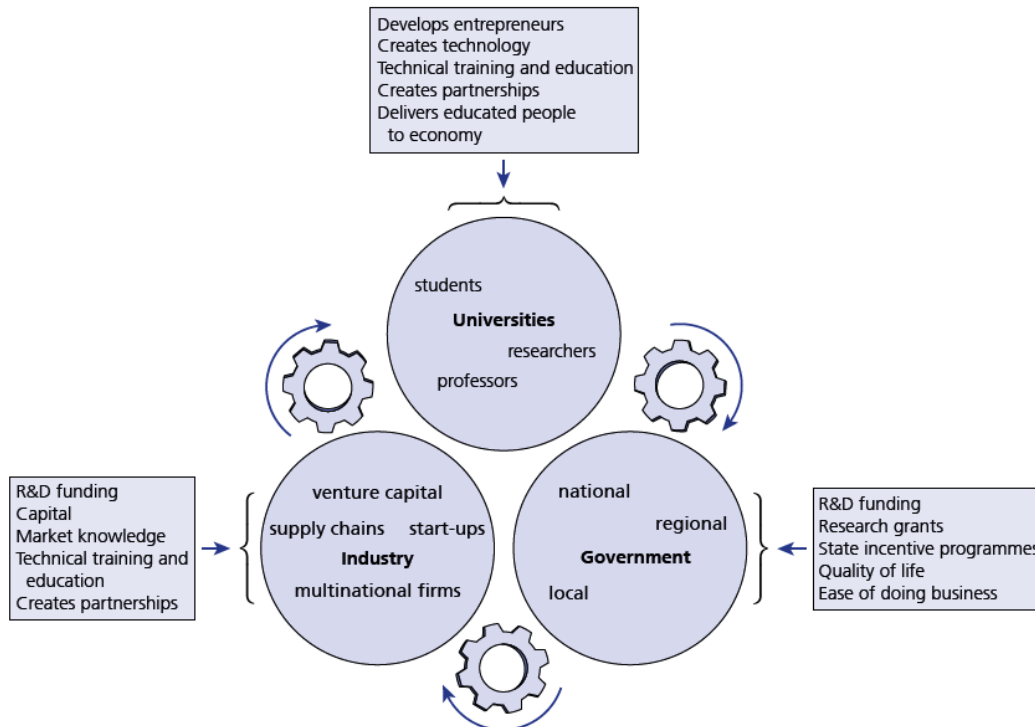 Develops entrepreneurs
Creates technology
Technical training and education
Creates partnerships
Delivers educated people
to economy
students
Universities
researchers
professors
R&D funding
Capital
Market knowledge
Technical training and
education
Creates partnerships
venture capital
supply chains start-ups
Industry
multinational firms
national
regional
Government
local
R&D funding
Research grants
State incentive programmes
Quality of life
Ease of doing business